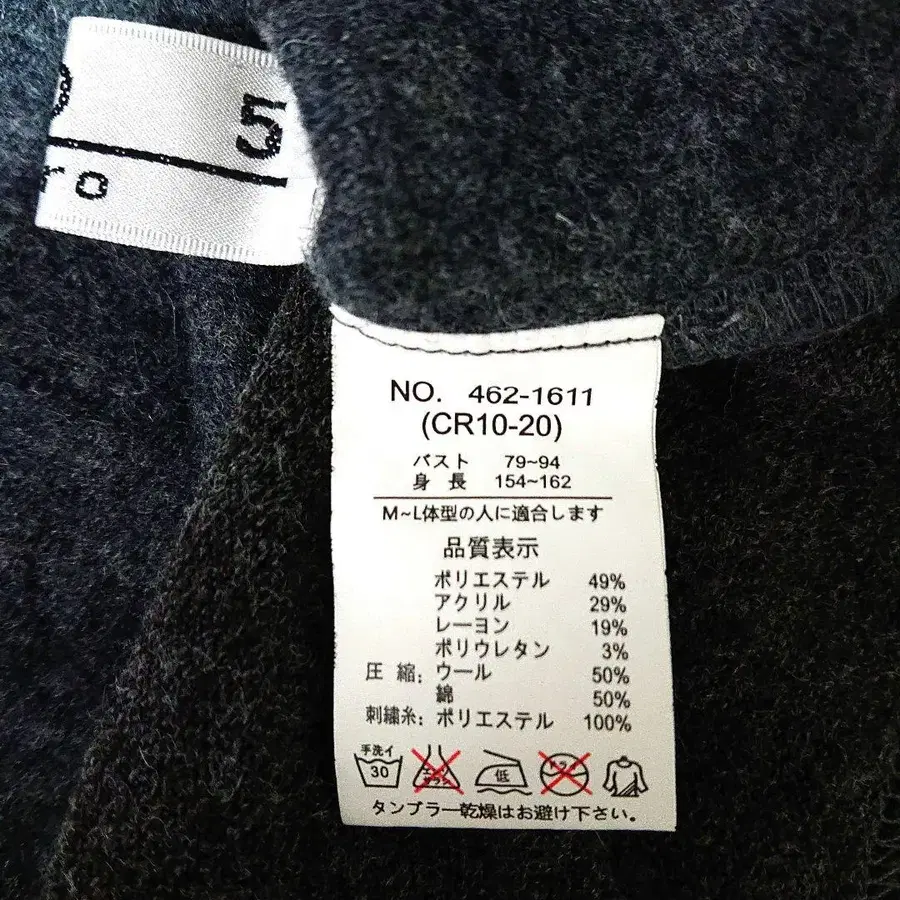 5
ro
NO. 462-1611
(CR10-20)
バスト 79~94
身長 154~162
M~L体型の人に適合します
品質表示
ポリエステル 49%
アクリル 29%
レーヨン 19%
ポリウレタン 3%
圧縮: ウール 50%
綿 50%
刺繍糸: ポリエステル 100%
手洗イ
30
低
タンブラー乾燥はお避け下さい。